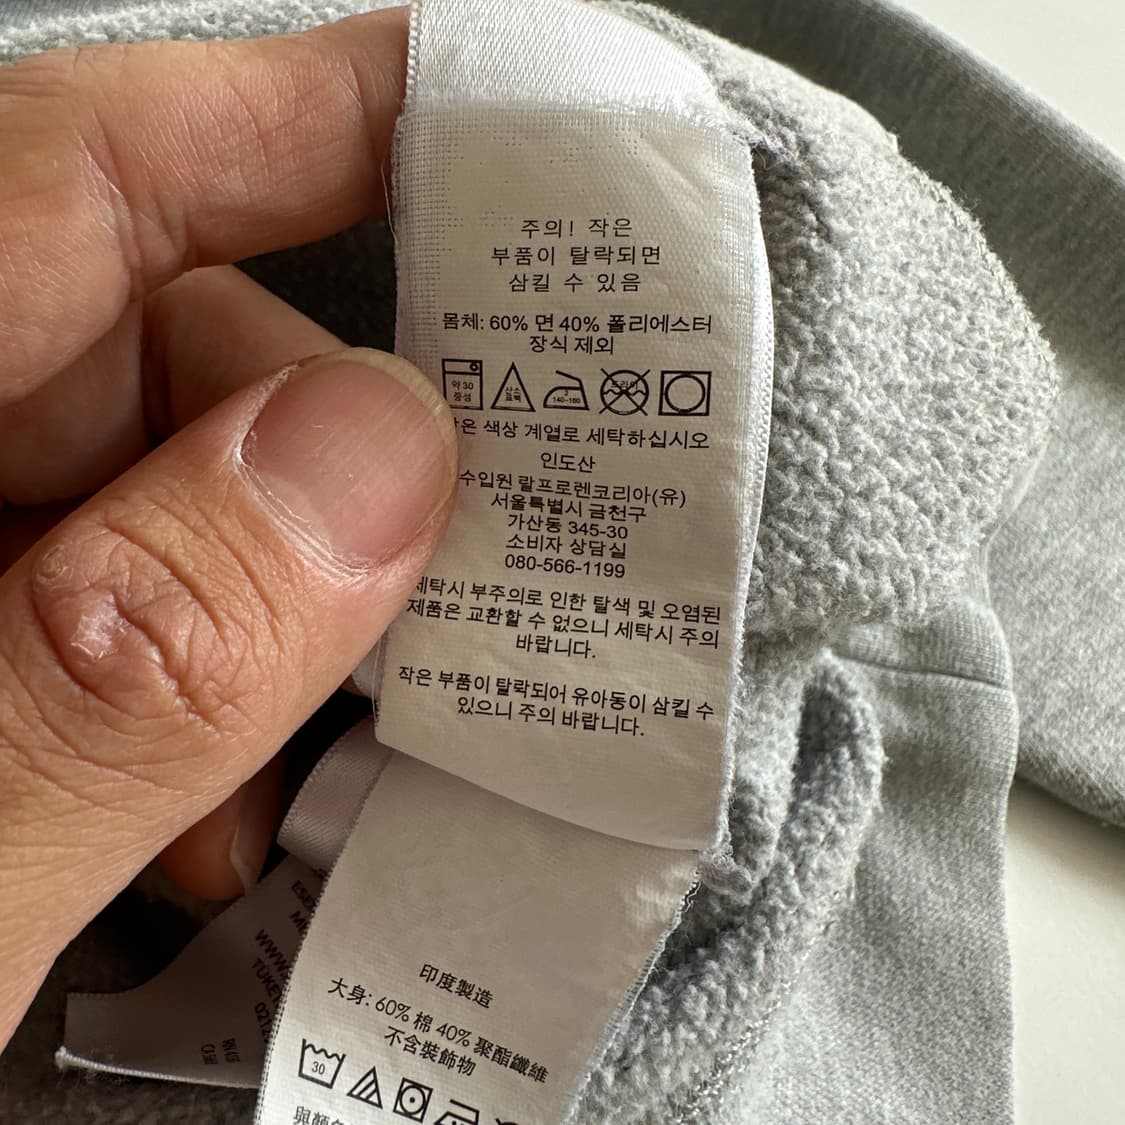 주의! 작은
부품이 탈락되면
삼킬 수 있음
몸체: 60% 면 40% 폴리에스터
장식 제외
약 30
중성
산소
표백
2
140~160
드라이
색상 계열로 세탁하십시오
인도산
수입원 랄프로렌코리아(유)
서울특별시 금천구
가산동 345-30
소비자 상담실
080-566-1199
세탁시 부주의로 인한 탈색 및 오염된
제품은 교환할 수 없으니 세탁시 주의
바랍니다.
작은 부품이 탈락되어 유아동이 삼킬 수
있으니 주의 바랍니다.
印度製造
大身: 60% 棉 40% 聚酯纖維
不含裝飾物
30